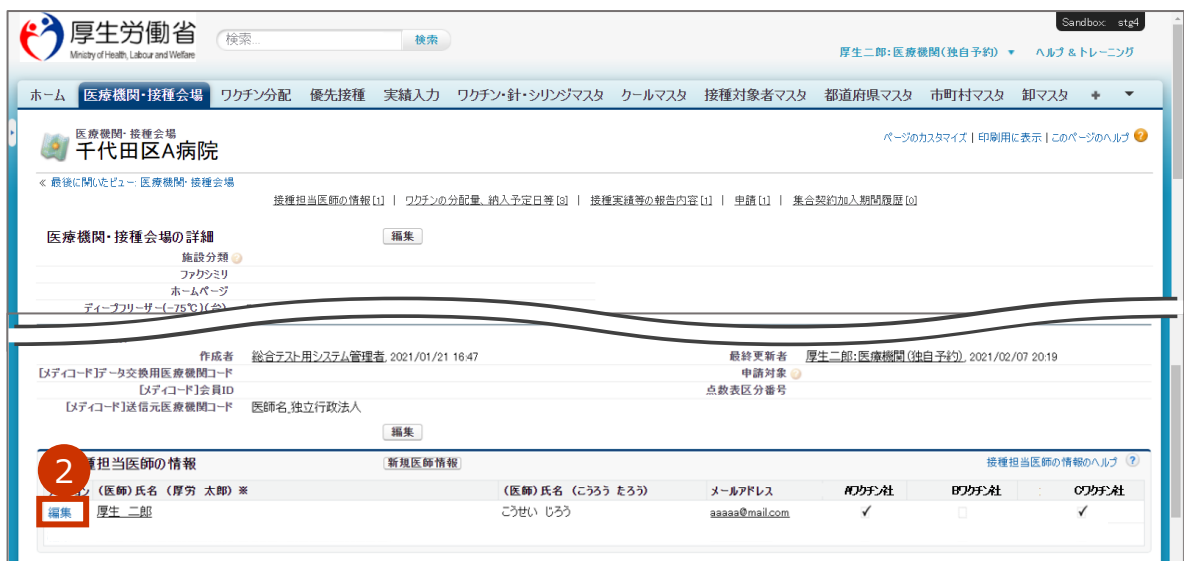 Sandbox: stg4
厚生労働省
Ministry of Health, Labour and Welfare
検索...
検索
厚生二郎:医療機関(独自予約) ▼ ヘルプ & トレーニング
ホーム 医療機関・接種会場 ワクチン分配 優先接種 実績入力 ワクチン・針・シリンジマスタ クールマスタ 接種対象者マスタ 都道府県マスタ 市町村マスタ 卸マスタ + ▼
医療機関・接種会場
千代田区A病院
ページのカスタマイズ | 印刷用に表示 | このページのヘルプ ?
« 最後に開いたビュー: 医療機関・接種会場
接種担当医師の情報[1] | ワクチンの分配量、納入予定日等[3] | 接種実績等の報告内容[1] | 申請[1] | 集合契約加入期間履歴[0]
医療機関・接種会場の詳細 編集
施設分類
ファクシミリ
ホームページ
ディープフリーザー(-75℃)(台)
作成者 総合テスト用システム管理者, 2021/01/21 16:47 最終更新者 厚生二郎:医療機関(独自予約), 2021/02/07 20:19
[メディコード]データ交換用医療機関コード 申請対象
[メディコード]会員ID 点数表区分番号
[メディコード]送信元医療機関コード 医師名_独立行政法人
編集
2
種担当医師の情報 新規医師情報 接種担当医師の情報のヘルプ ?
(医師)氏名 (厚労 太郎) ※ (医師)氏名 (こうろう たろう) メールアドレス Aワクチン社 Bワクチン社 Cワクチン社
編集 厚生 二郎 こうせい じろう aaaaa@mail.com ✓ ✓